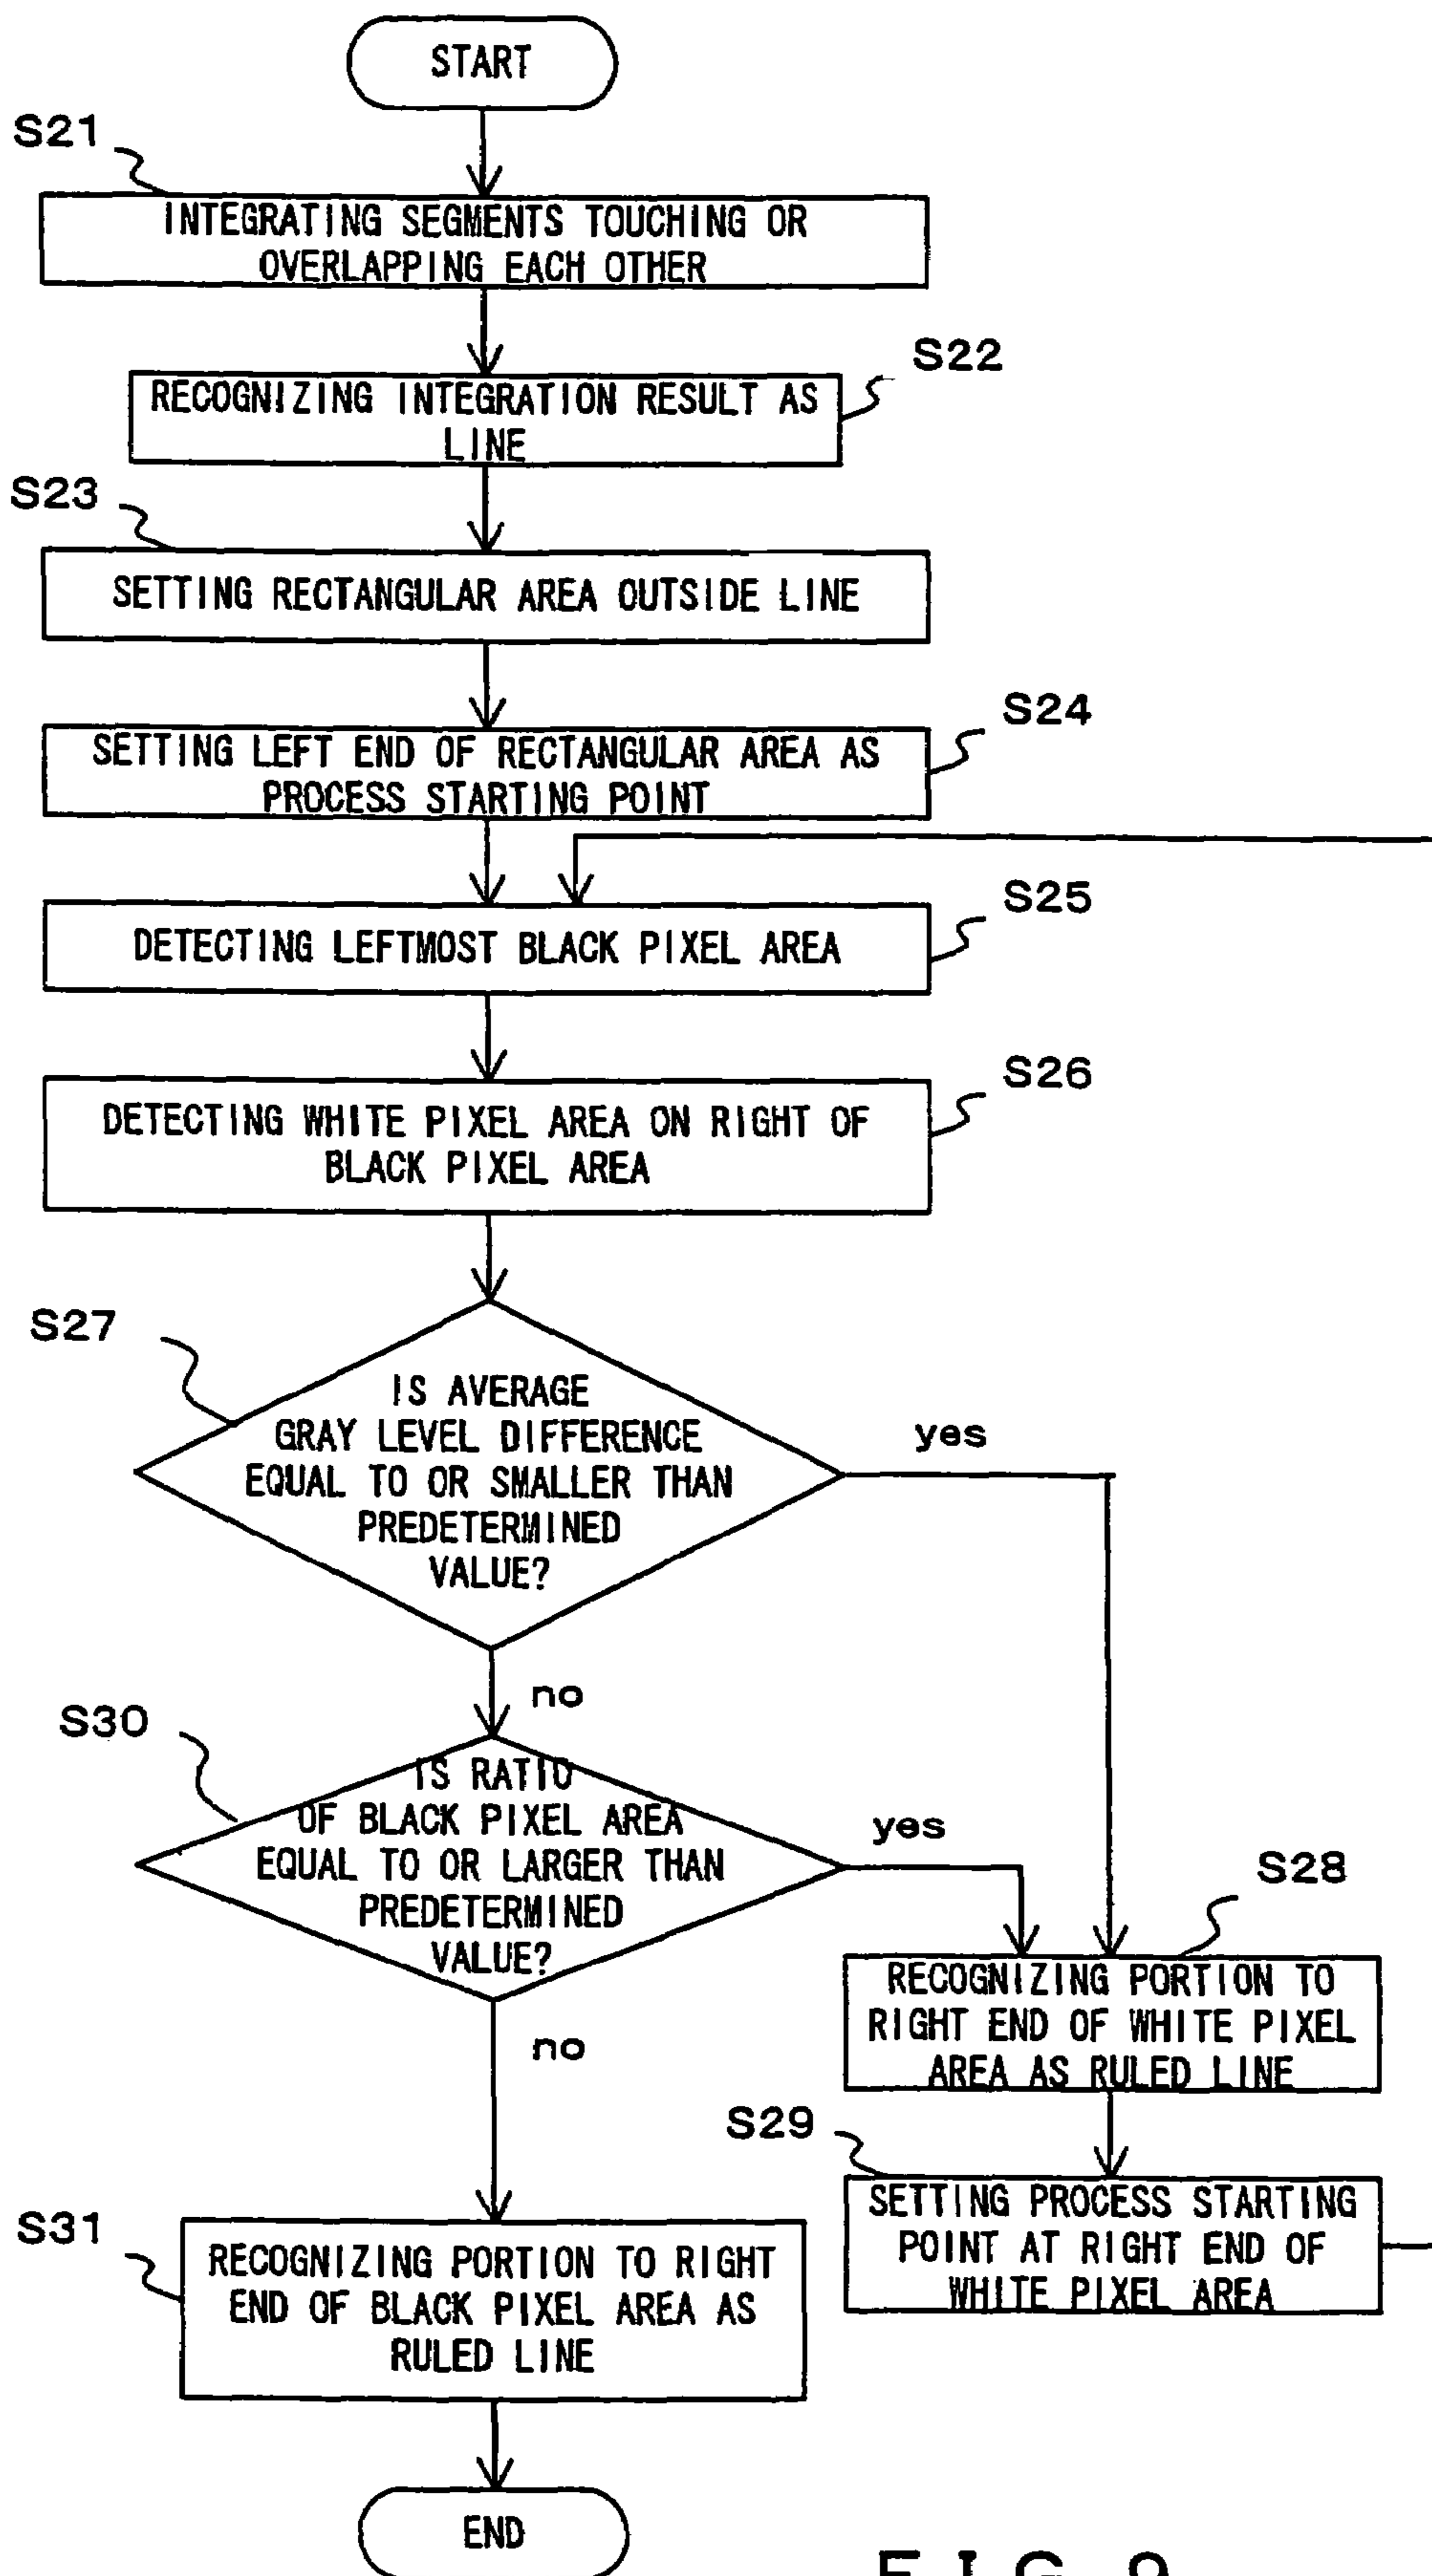 START
S21
INTEGRATING SEGMENTS TOUCHING OR
OVERLAPPING EACH OTHER
S22
RECOGNIZING INTEGRATION RESULT AS
LINE
S23
SETTING RECTANGULAR AREA OUTSIDE LINE
S24
SETTING LEFT END OF RECTANGULAR AREA AS
PROCESS STARTING POINT
S25
DETECTING LEFTMOST BLACK PIXEL AREA
S26
DETECTING WHITE PIXEL AREA ON RIGHT OF
BLACK PIXEL AREA
S27
IS AVERAGE
GRAY LEVEL DIFFERENCE
EQUAL TO OR SMALLER THAN
PREDETERMINED
VALUE?
yes
no
S30
IS RATIO
OF BLACK PIXEL AREA
EQUAL TO OR LARGER THAN
PREDETERMINED
VALUE?
yes
no
S28
RECOGNIZING PORTION TO
RIGHT END OF WHITE PIXEL
AREA AS RULED LINE
S29
SETTING PROCESS STARTING
POINT AT RIGHT END OF
WHITE PIXEL AREA
S31
RECOGNIZING PORTION TO RIGHT
END OF BLACK PIXEL AREA AS
RULED LINE
END
FIG. 9